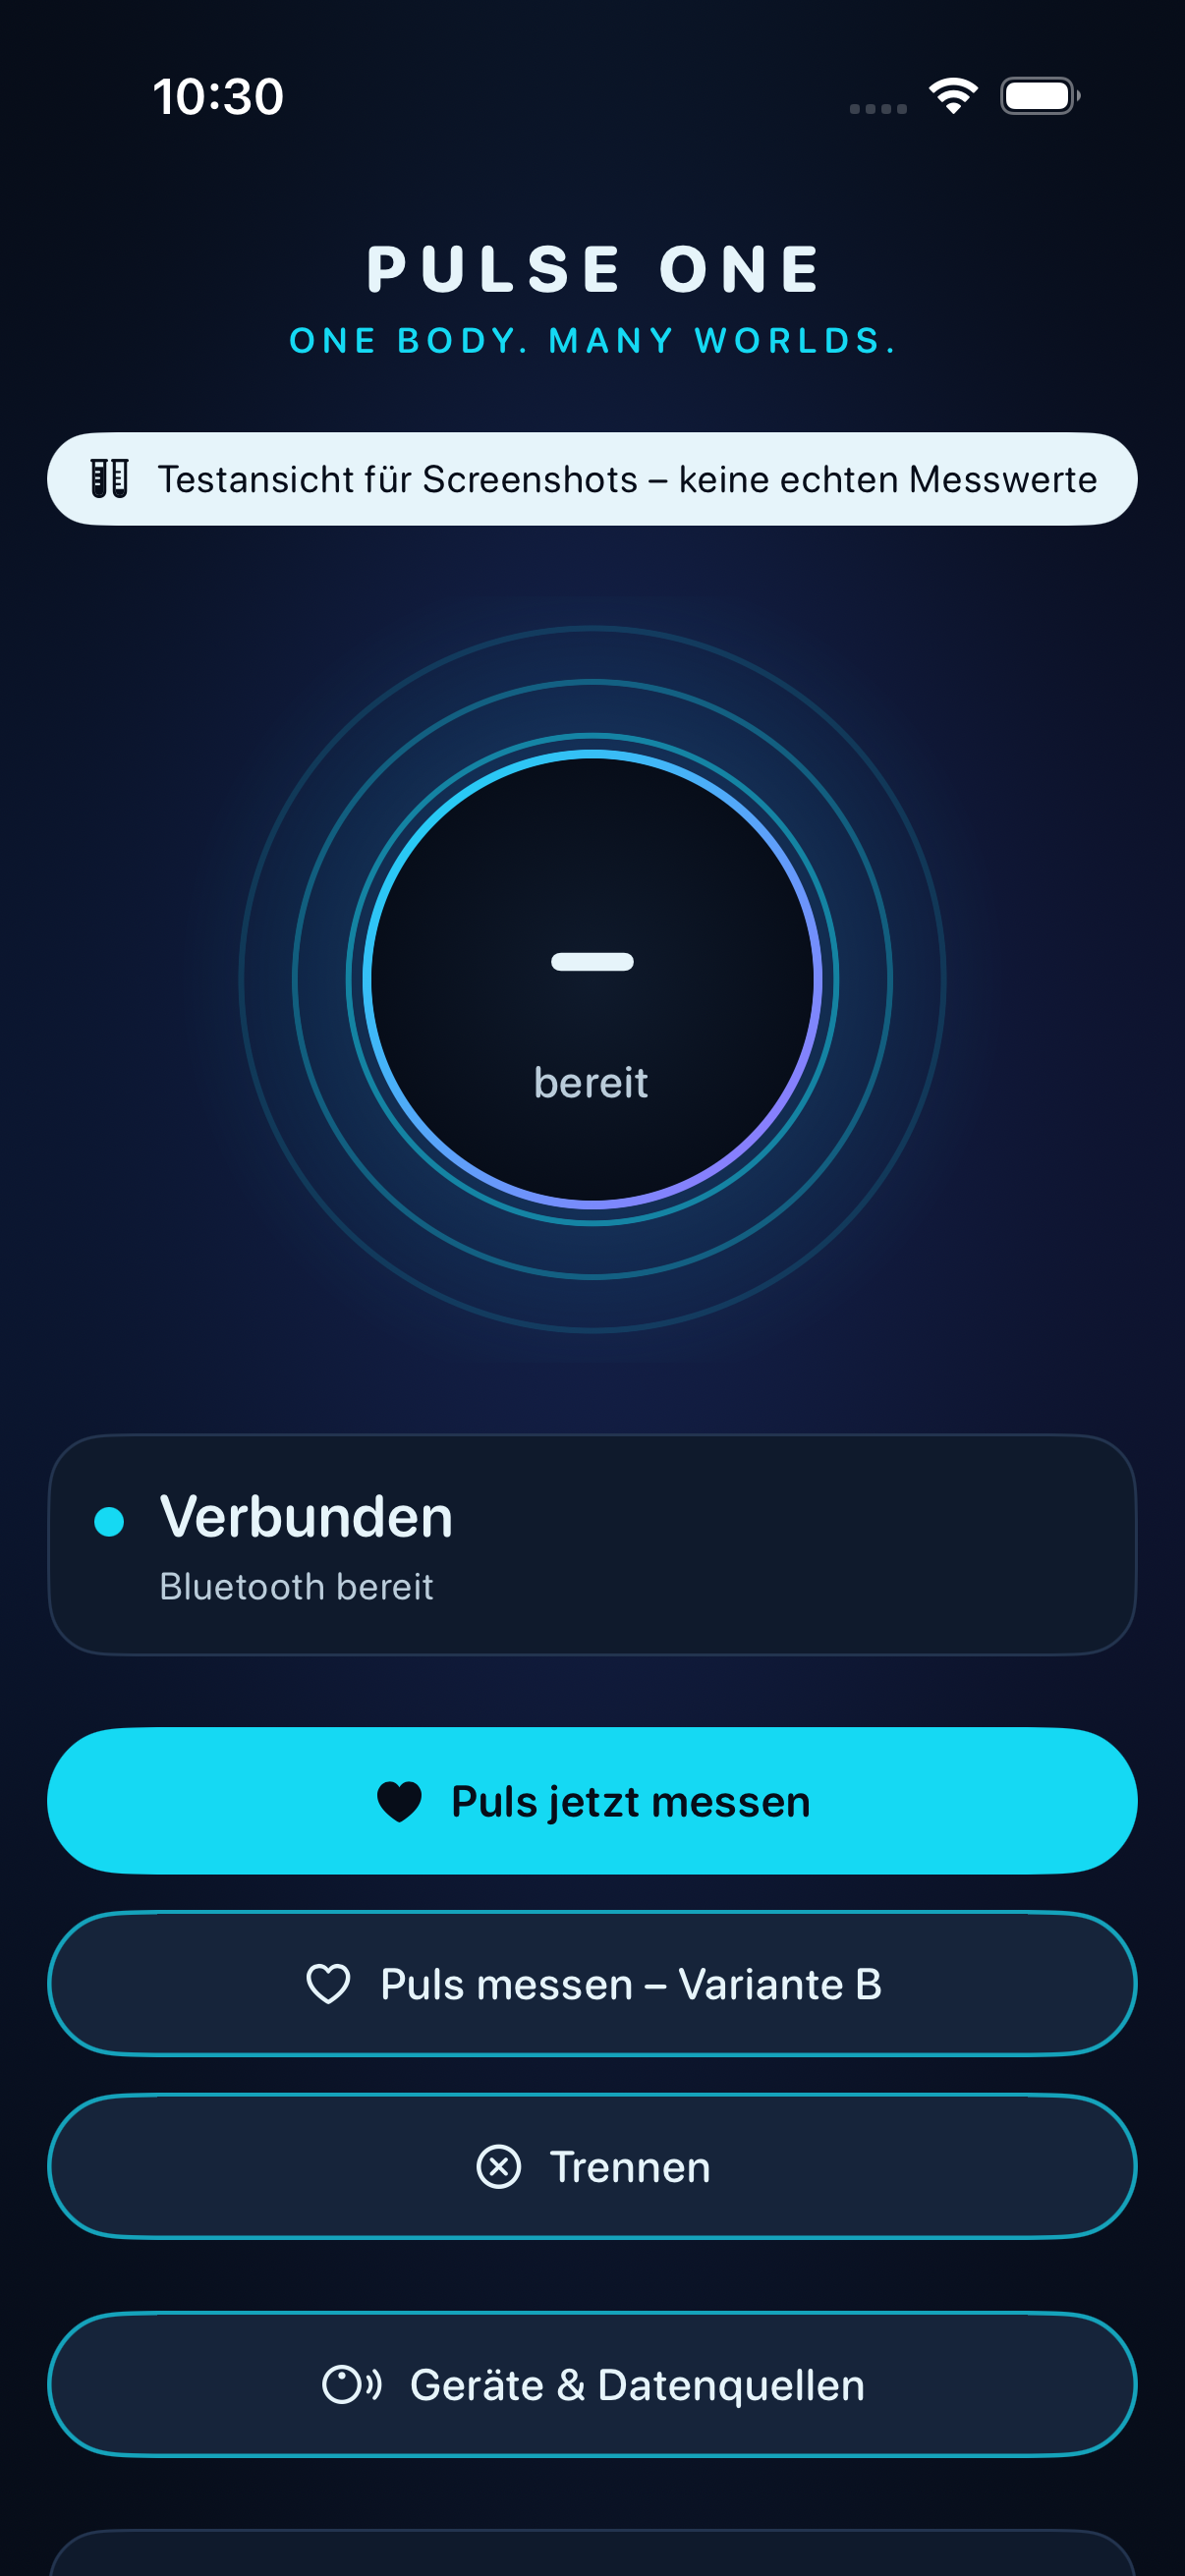 10:30
PULSE ONE
ONE BODY. MANY WORLDS.
Testansicht für Screenshots – keine echten Messwerte
–
bereit
Verbunden
Bluetooth bereit
Puls jetzt messen
Puls messen – Variante B
Trennen
Geräte & Datenquellen